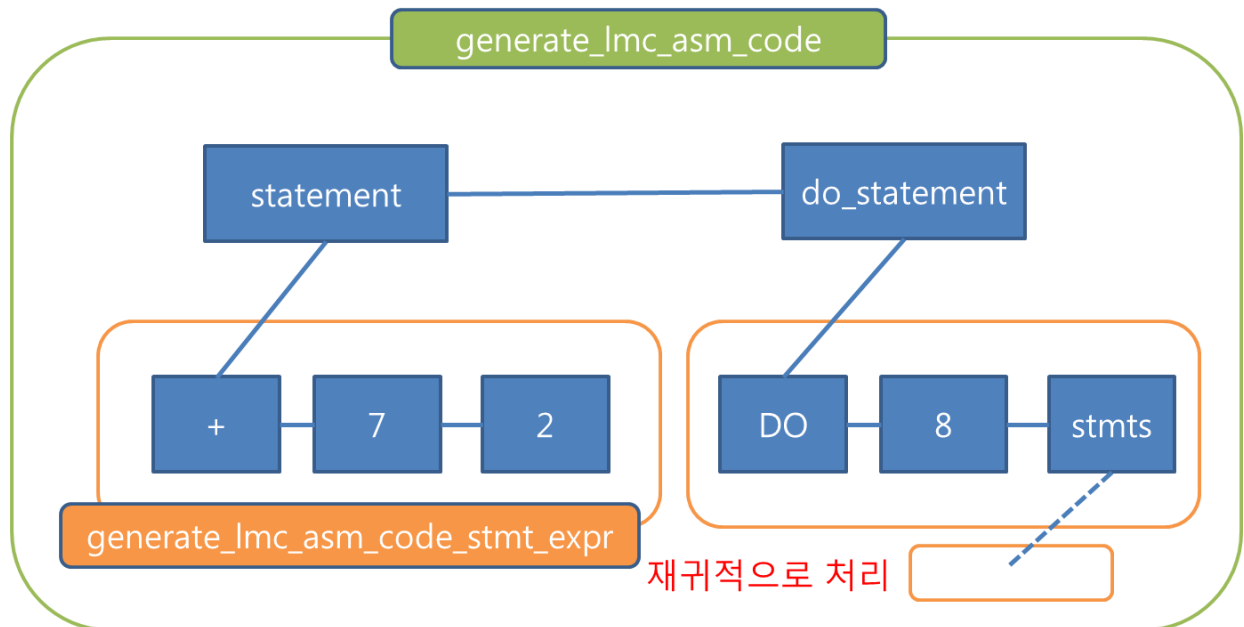 generate_lmc_asm_code
statement
do_statement
+
7
2
DO
8
stmts
generate_lmc_asm_code_stmt_expr
재귀적으로 처리